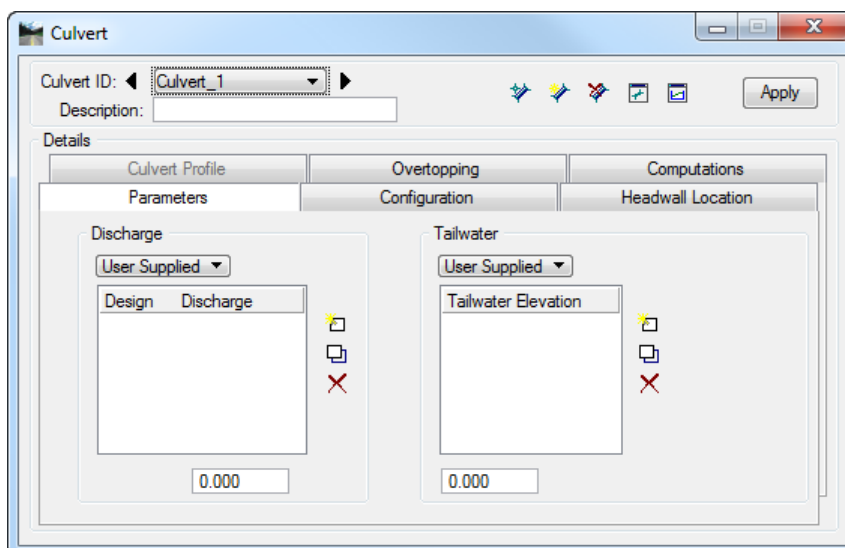 Culvert
Culvert ID: Culvert_1
Apply
Description:
Details
Culvert Profile Overtopping Computations
Parameters Configuration Headwall Location
Discharge Tailwater
User Supplied User Supplied
Design Discharge Tailwater Elevation
0.000 0.000